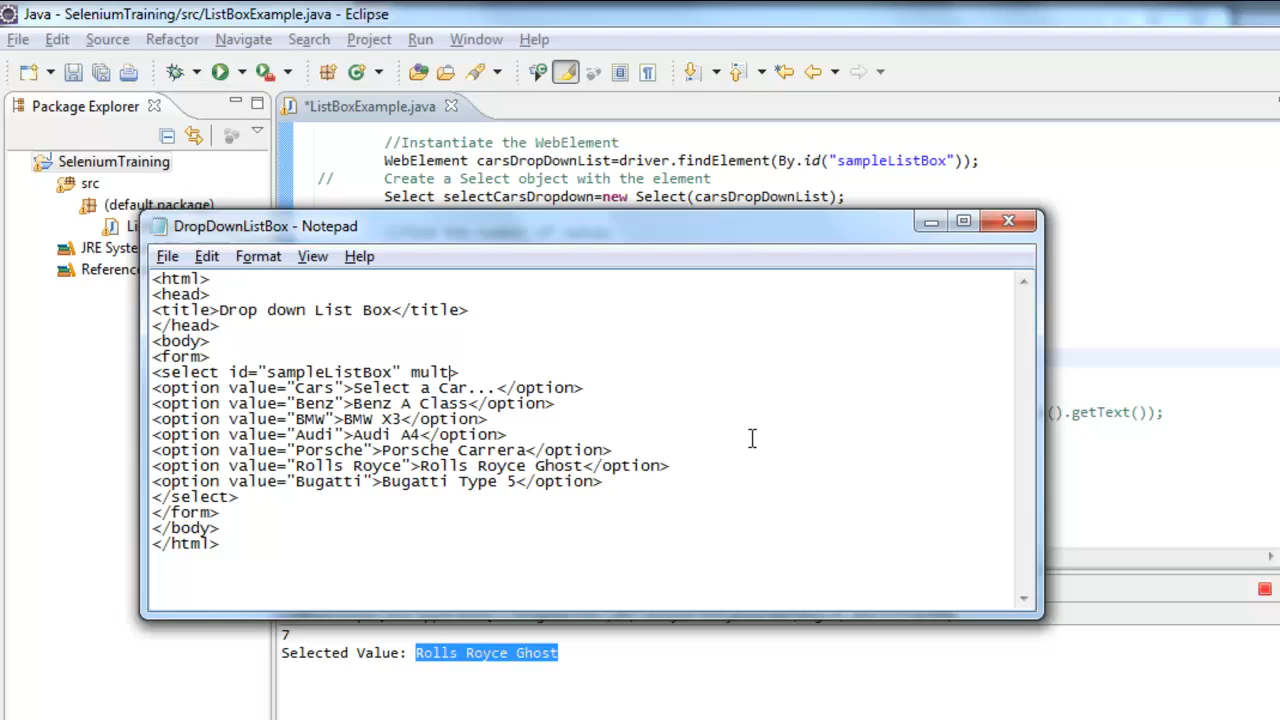 Java - SeleniumTraining/src/ListBoxExample.java - Eclipse
File Edit Source Refactor Navigate Search Project Run Window Help
Package Explorer
*ListBoxExample.java
SeleniumTraining
src
(default package)
JRE Syste
Reference
//Instantiate the WebElement
WebElement carsDropDownList=driver.findElement(By.id("sampleListBox"));
// Create a Select object with the element
Select selectCarsDropdown=new Select(carsDropDownList);
().getText());
DropDownListBox - Notepad
File Edit Format View Help
<html>
<head>
<title>Drop down List Box</title>
</head>
<body>
<form>
<select id="sampleListBox" mult>
<option value="Cars">Select a Car...</option>
<option value="Benz">Benz A Class</option>
<option value="BMW">BMW X3</option>
<option value="Audi">Audi A4</option>
<option value="Porsche">Porsche Carrera</option>
<option value="Rolls Royce">Rolls Royce Ghost</option>
<option value="Bugatti">Bugatti Type 5</option>
</select>
</form>
</body>
</html>
7
Selected Value: Rolls Royce Ghost